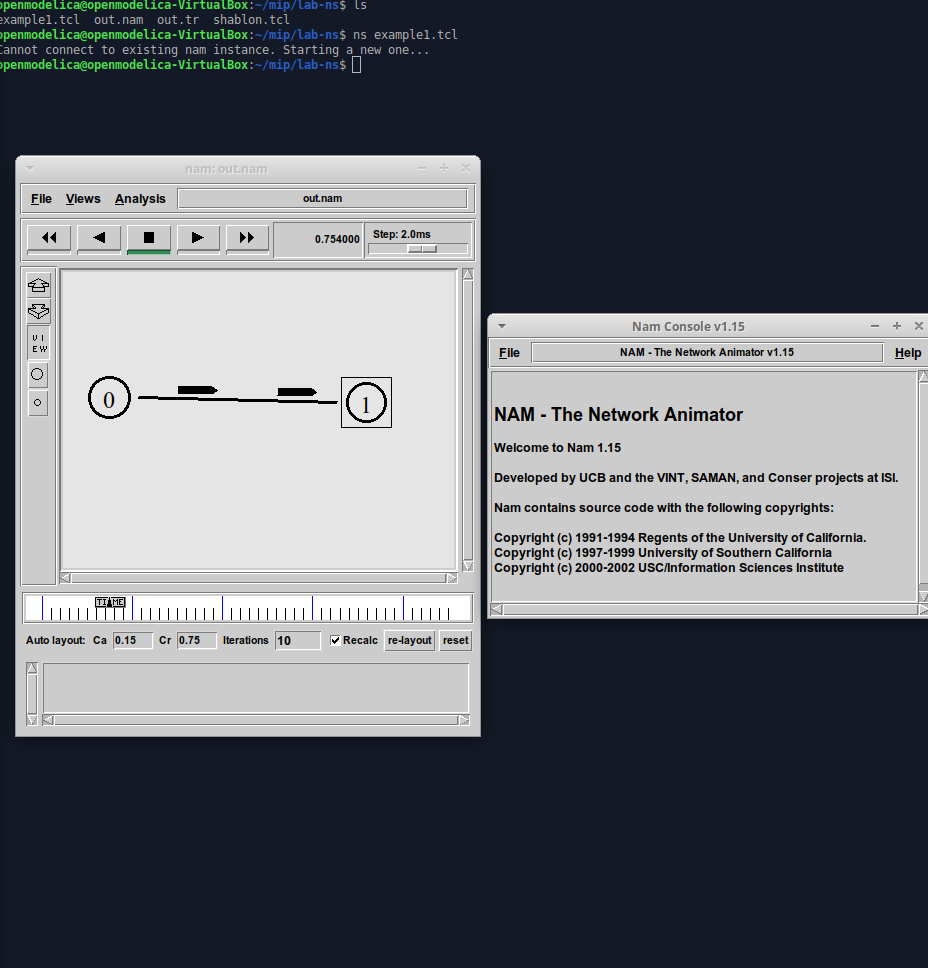 openmodelica@openmodelica-VirtualBox:~/mip/lab-ns$ ls
example1.tcl  out.nam  out.tr  shablon.tcl
openmodelica@openmodelica-VirtualBox:~/mip/lab-ns$ ns example1.tcl
Cannot connect to existing nam instance. Starting a new one...
openmodelica@openmodelica-VirtualBox:~/mip/lab-ns$
nam: out.nam
File Views Analysis out.nam
0.754000 Step: 2.0ms
VIEW
0
1
TIME
Auto layout: Ca 0.15 Cr 0.75 Iterations 10 Recalc re-layout reset
Nam Console v1.15
File NAM - The Network Animator v1.15 Help
NAM - The Network Animator
Welcome to Nam 1.15
Developed by UCB and the VINT, SAMAN, and Conser projects at ISI.
Nam contains source code with the following copyrights:
Copyright (c) 1991-1994 Regents of the University of California.
Copyright (c) 1997-1999 University of Southern California
Copyright (c) 2000-2002 USC/Information Sciences Institute